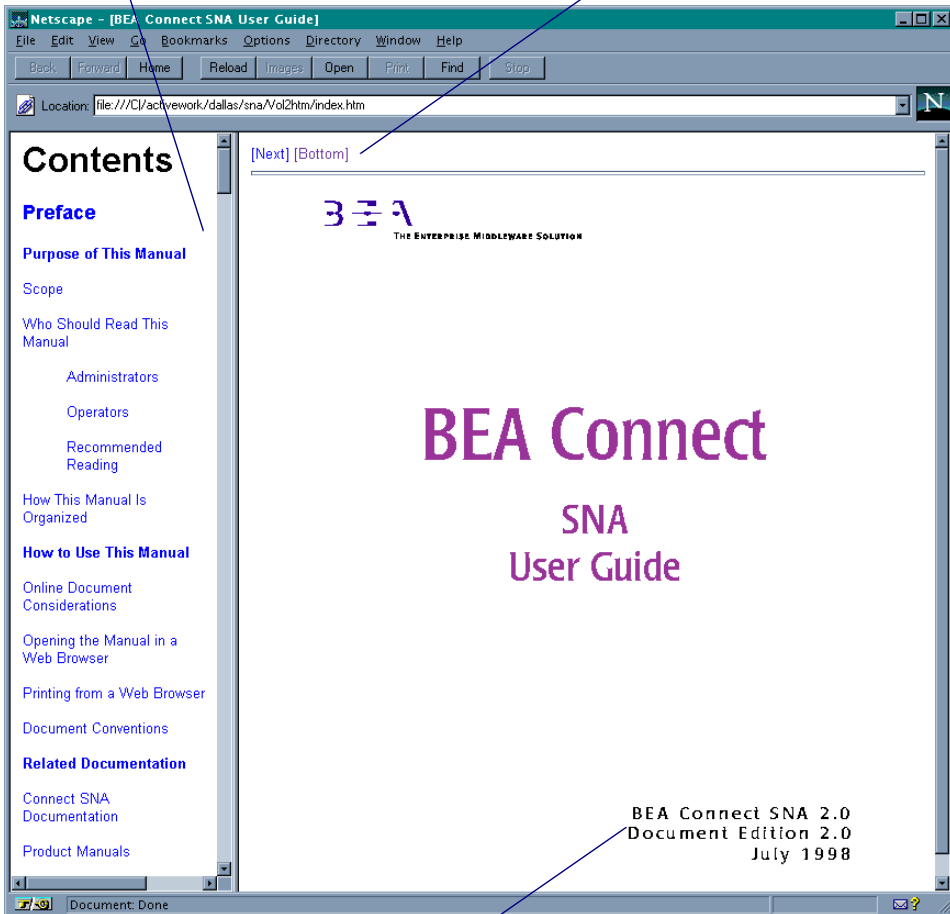 Netscape - [BEA Connect SNA User Guide]
File Edit View Go Bookmarks Options Directory Window Help
Back Forward Home Reload Images Open Print Find Stop
Location: file:///C|/activework/dallas/sna/Vol2htm/index.htm
N
Contents
Preface
Purpose of This Manual
Scope
Who Should Read This
Manual
Administrators
Operators
Recommended
Reading
How This Manual Is
Organized
How to Use This Manual
Online Document
Considerations
Opening the Manual in a
Web Browser
Printing from a Web Browser
Document Conventions
Related Documentation
Connect SNA
Documentation
Product Manuals
[Next] [Bottom]
BEA
THE ENTERPRISE MIDDLEWARE SOLUTION
BEA Connect
SNA
User Guide
BEA Connect SNA 2.0
Document Edition 2.0
July 1998
Document: Done